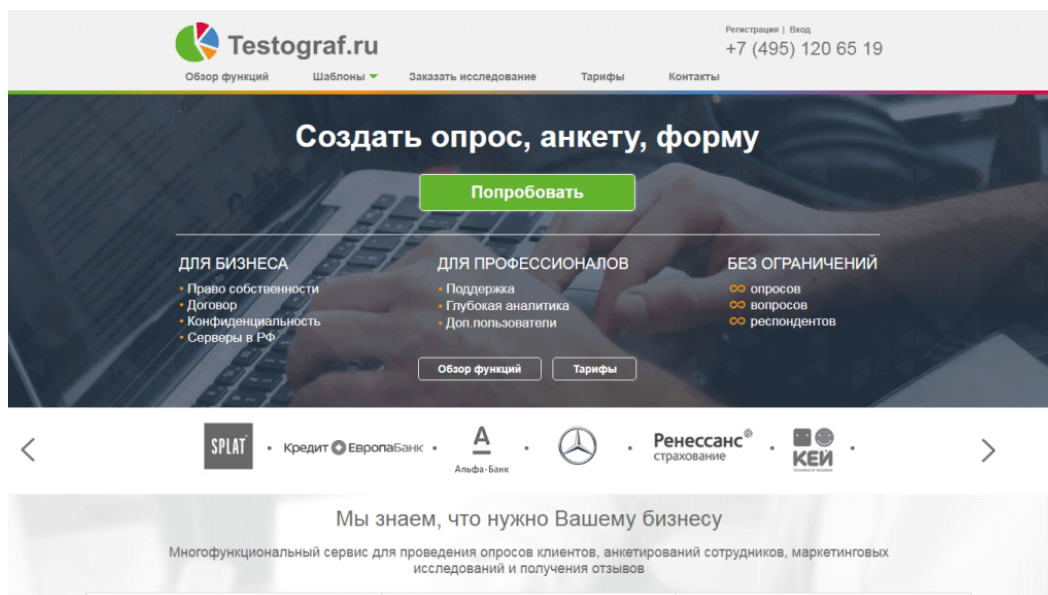 Testograf.ru
Регистрация | Вход
+7 (495) 120 65 19
Обзор функций Шаблоны Заказать исследование Тарифы Контакты
Создать опрос, анкету, форму
Попробовать
ДЛЯ БИЗНЕСА
• Право собственности
• Договор
• Конфиденциальность
• Серверы в РФ
ДЛЯ ПРОФЕССИОНАЛОВ
• Поддержка
• Глубокая аналитика
• Доп.пользователи
БЕЗ ОГРАНИЧЕНИЙ
∞ опросов
∞ вопросов
∞ респондентов
Обзор функций Тарифы
SPLAT
Кредит ЕвропаБанк
А
Альфа·Банк
Ренессанс®
страхование
КЕЙ
Мы знаем, что нужно Вашему бизнесу
Многофункциональный сервис для проведения опросов клиентов, анкетирований сотрудников, маркетинговых
исследований и получения отзывов